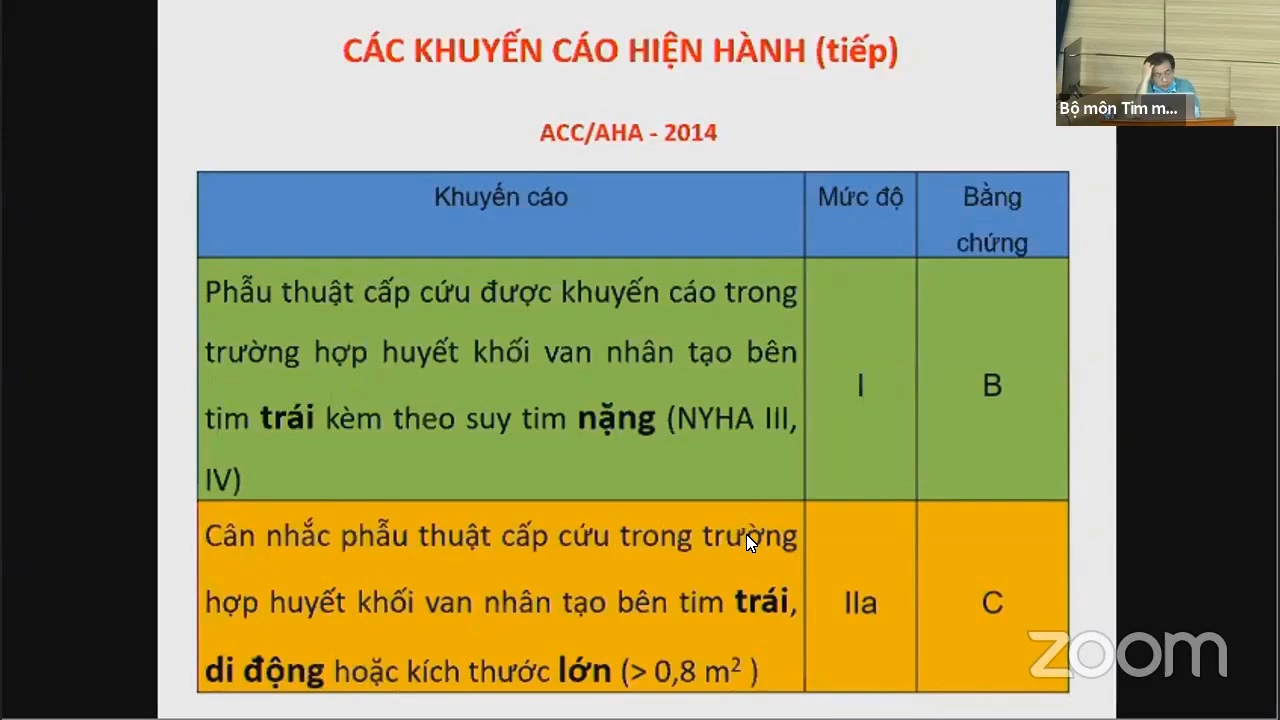 CÁC KHUYẾN CÁO HIỆN HÀNH (tiếp)
Bộ môn Tim m...
ACC/AHA - 2014
Khuyến cáo
Mức độ
Bằng
chứng
Phẫu thuật cấp cứu được khuyến cáo trong
trường hợp huyết khối van nhân tạo bên
tim trái kèm theo suy tim nặng (NYHA III,
IV)
I
B
Cân nhắc phẫu thuật cấp cứu trong trường
hợp huyết khối van nhân tạo bên tim trái,
di động hoặc kích thước lớn (> 0,8 m² )
IIa
C
zoom